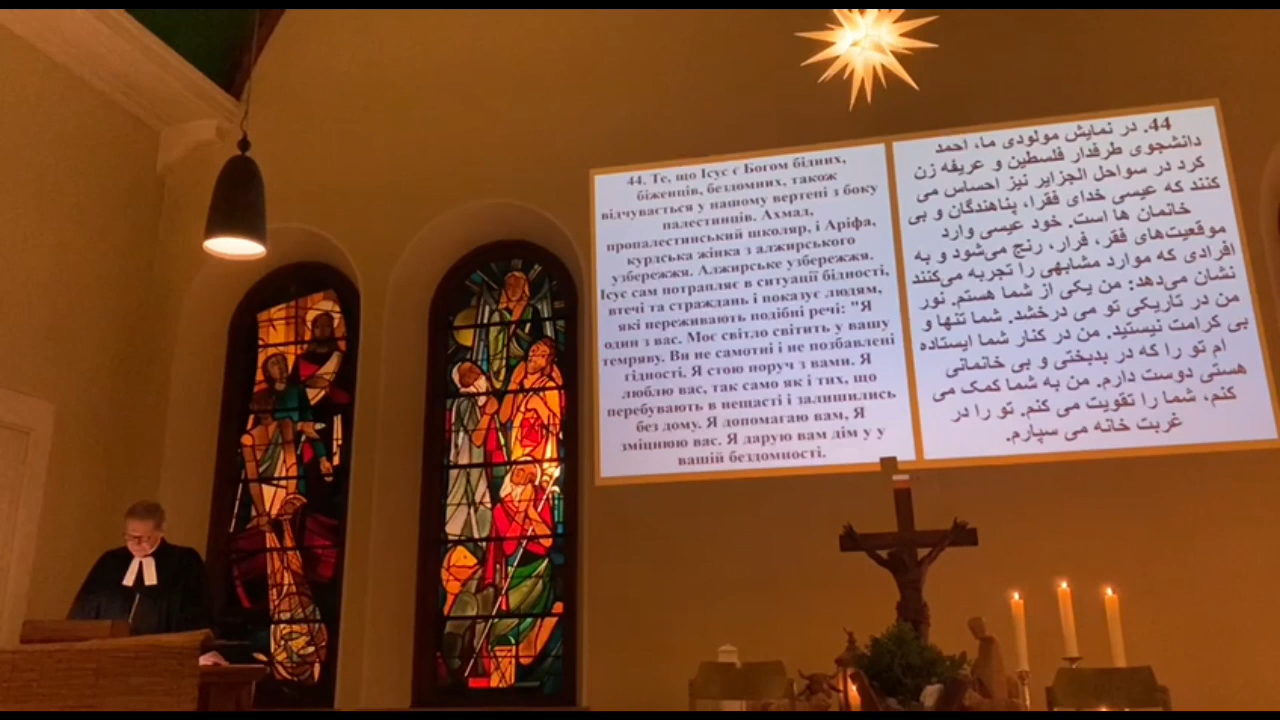 44. Те, що Ісус є Богом бідних,
біженців, бездомних, також
відчувається у нашому вертепі з боку
палестинців. Ахмад,
пропалестинський школяр, і Аріфа,
курдська жінка з алжирського
узбережжя. Алжирське узбережжя.
Ісус сам потрапляє в ситуації бідності,
втечі та страждань і показує людям,
які переживають подібні речі: "Я
один з вас. Моє світло світить у вашу
темряву. Ви не самотні і не позбавлені
гідності. Я стою поруч з вами. Я
люблю вас, так само як і тих, що
перебувають в нещасті і залишились
без дому. Я допомагаю вам, Я
зміцнюю вас. Я дарую вам дім у у
вашій бездомності.
44. در نمایش مولودی ما، احمد
دانشجوی طرفدار فلسطین و عریفه زن
کرد در سواحل الجزایر نیز احساس می
کنند که عیسی خدای فقرا، پناهندگان و بی
خانمان ها است. خود عیسی وارد
موقعیت‌های فقر، فرار، رنج می‌شود و به
افرادی که موارد مشابهی را تجربه می‌کنند
نشان می‌دهد: من یکی از شما هستم. نور
من در تاریکی تو می درخشد. شما تنها و
بی کرامت نیستید. من در کنار شما ایستاده
ام تو را که در بدبختی و بی خانمانی
هستی دوست دارم. من به شما کمک می
کنم، شما را تقویت می کنم. تو را در
غربت خانه می سپارم.